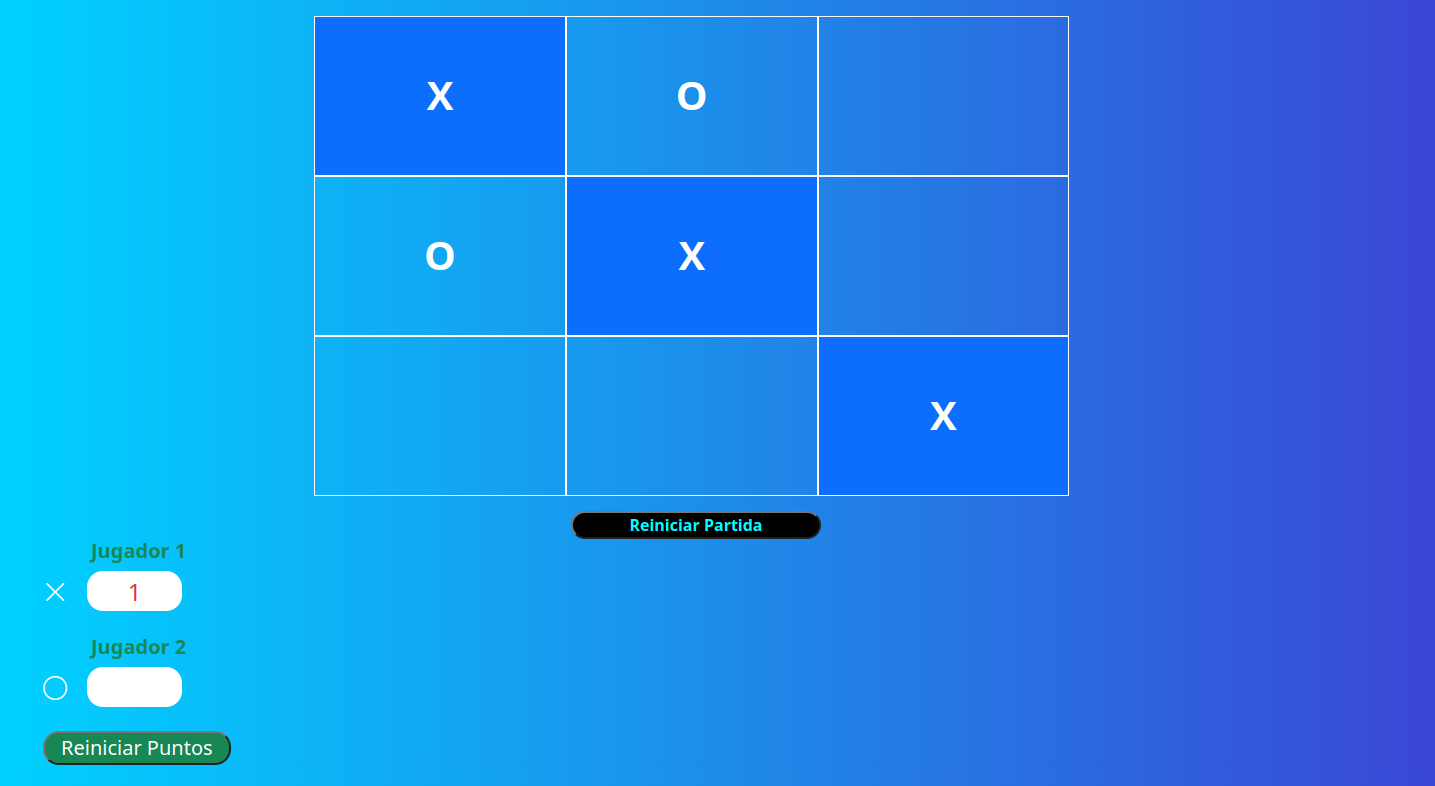 X O
O X
X
Reiniciar Partida
Jugador 1
1
Jugador 2
Reiniciar Puntos